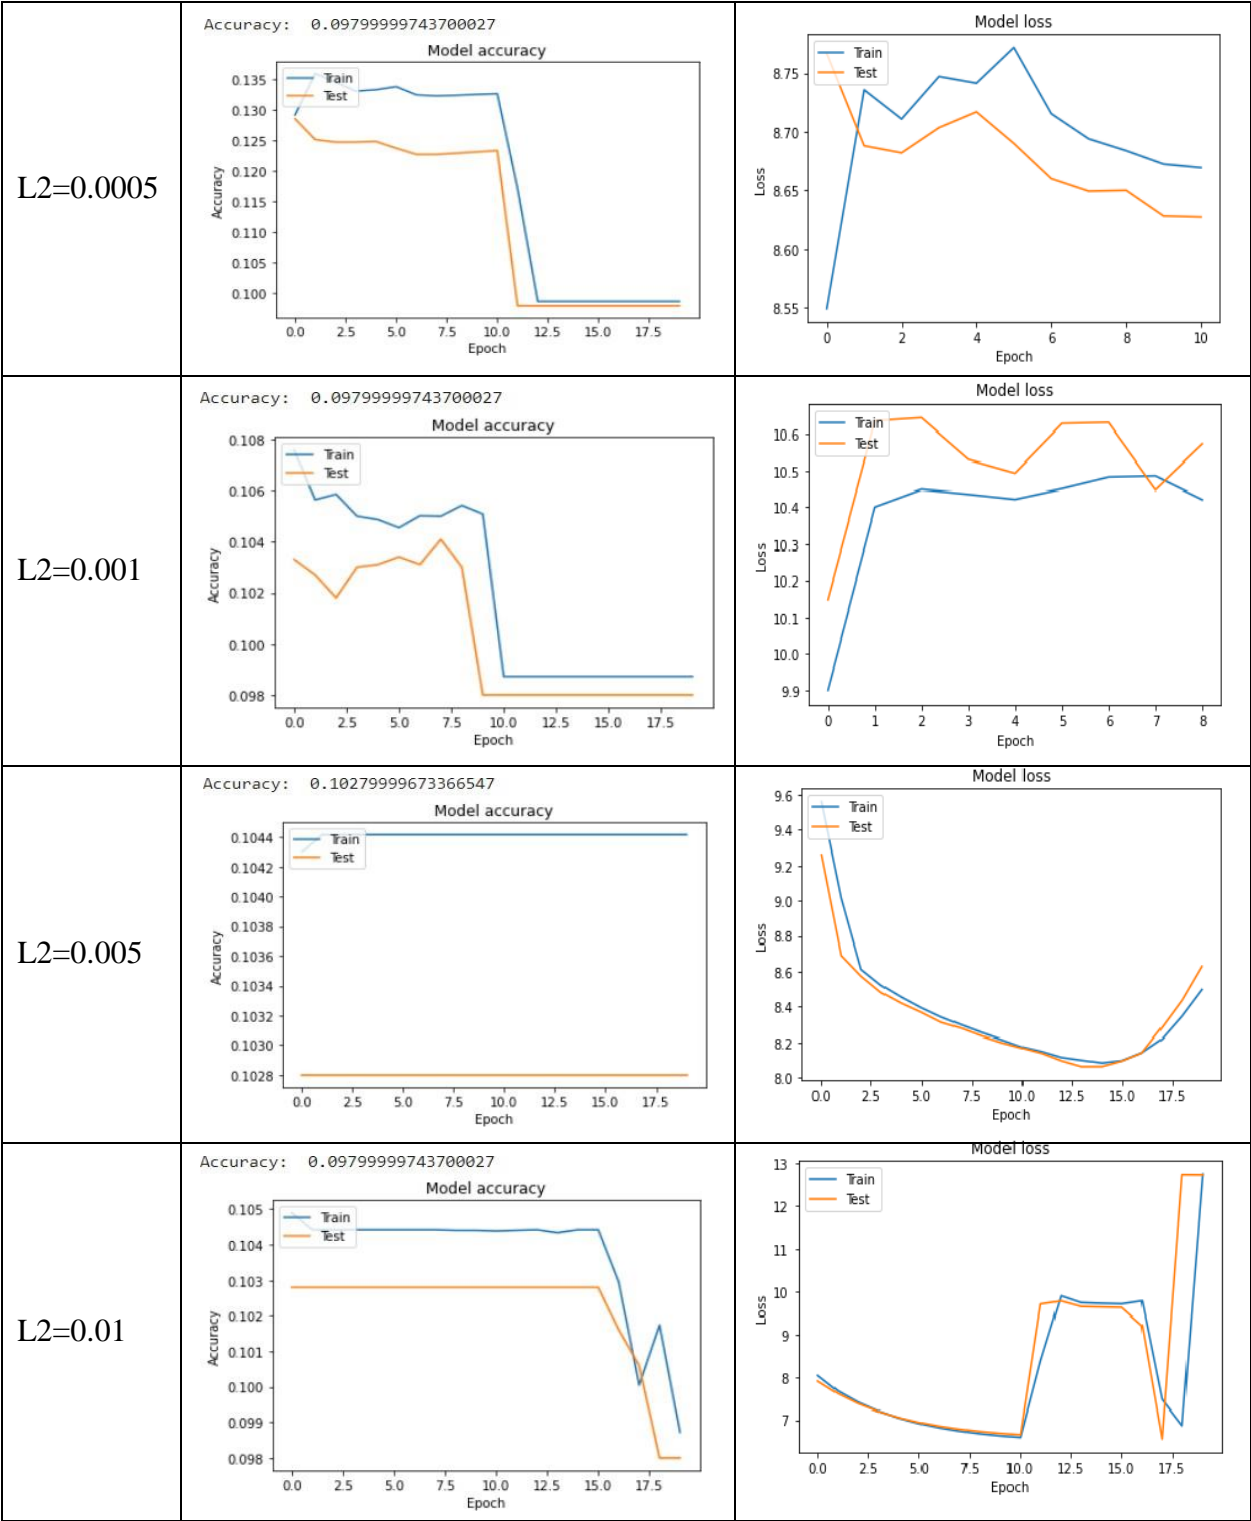 L2=0.0005
Accuracy: 0.09799999743700027
Model accuracy
Train
Test
Accuracy
0.135
0.130
0.125
0.120
0.115
0.110
0.105
0.100
0.0 2.5 5.0 7.5 10.0 12.5 15.0 17.5
Epoch
Model loss
Train
Test
Loss
8.75
8.70
8.65
8.60
8.55
0 2 4 6 8 10
Epoch
L2=0.001
Accuracy: 0.09799999743700027
Model accuracy
Train
Test
Accuracy
0.108
0.106
0.104
0.102
0.100
0.098
0.0 2.5 5.0 7.5 10.0 12.5 15.0 17.5
Epoch
Model loss
Train
Test
Loss
10.6
10.5
10.4
10.3
10.2
10.1
10.0
9.9
0 1 2 3 4 5 6 7 8
Epoch
L2=0.005
Accuracy: 0.10279999673366547
Model accuracy
Train
Test
Accuracy
0.1044
0.1042
0.1040
0.1038
0.1036
0.1034
0.1032
0.1030
0.1028
0.0 2.5 5.0 7.5 10.0 12.5 15.0 17.5
Epoch
Model loss
Train
Test
Loss
9.6
9.4
9.2
9.0
8.8
8.6
8.4
8.2
8.0
0.0 2.5 5.0 7.5 10.0 12.5 15.0 17.5
Epoch
L2=0.01
Accuracy: 0.09799999743700027
Model accuracy
Train
Test
Accuracy
0.105
0.104
0.103
0.102
0.101
0.100
0.099
0.098
0.0 2.5 5.0 7.5 10.0 12.5 15.0 17.5
Epoch
Model loss
Train
Test
Loss
13
12
11
10
9
8
7
0.0 2.5 5.0 7.5 10.0 12.5 15.0 17.5
Epoch